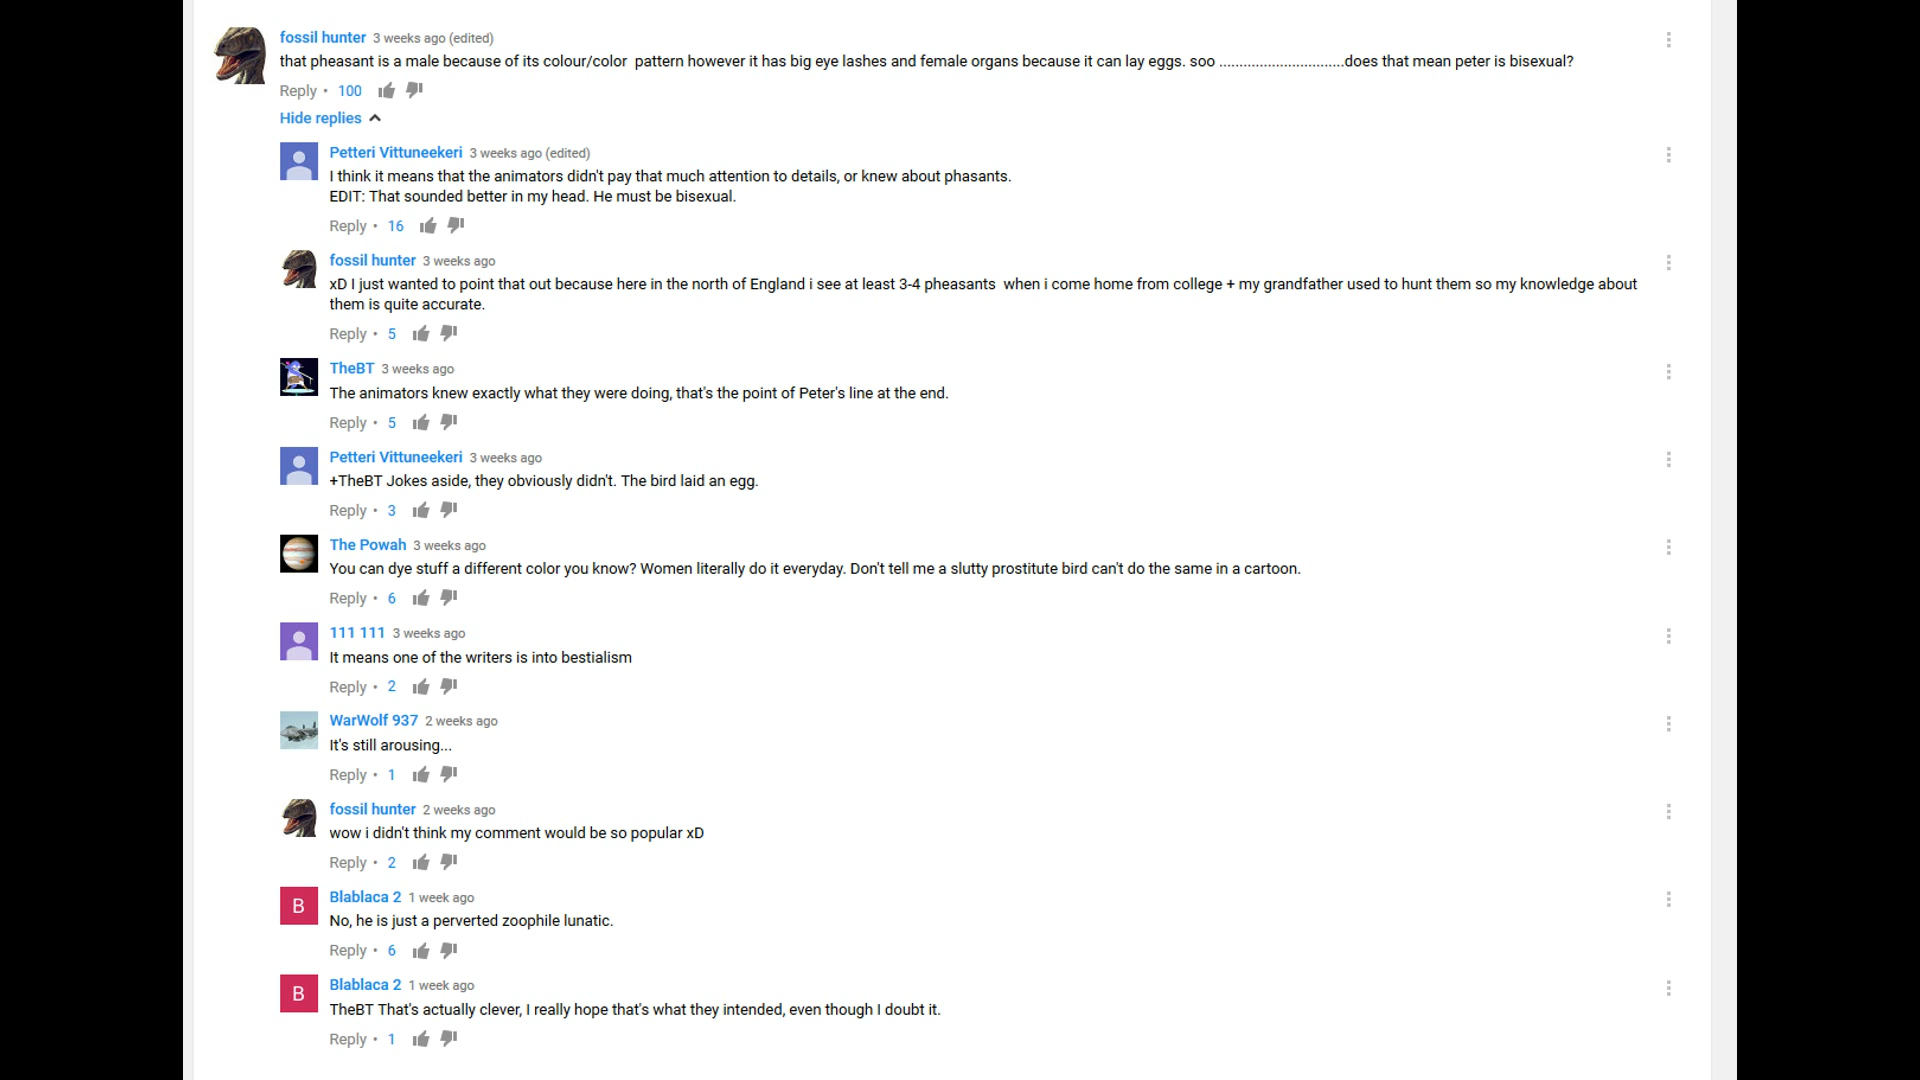 fossil hunter 3 weeks ago (edited)
that pheasant is a male because of its colour/color  pattern however it has big eye lashes and female organs because it can lay eggs. soo ...............................does that mean peter is bisexual?
Reply • 100
Hide replies
Petteri Vittuneekeri 3 weeks ago (edited)
I think it means that the animators didn't pay that much attention to details, or knew about phasants.
EDIT: That sounded better in my head. He must be bisexual.
Reply • 16
fossil hunter 3 weeks ago
xD I just wanted to point that out because here in the north of England i see at least 3-4 pheasants  when i come home from college + my grandfather used to hunt them so my knowledge about
them is quite accurate.
Reply • 5
TheBT 3 weeks ago
The animators knew exactly what they were doing, that's the point of Peter's line at the end.
Reply • 5
Petteri Vittuneekeri 3 weeks ago
+TheBT Jokes aside, they obviously didn't. The bird laid an egg.
Reply • 3
The Powah 3 weeks ago
You can dye stuff a different color you know? Women literally do it everyday. Don't tell me a slutty prostitute bird can't do the same in a cartoon.
Reply • 6
111 111 3 weeks ago
It means one of the writers is into bestialism
Reply • 2
WarWolf 937 2 weeks ago
It's still arousing...
Reply • 1
fossil hunter 2 weeks ago
wow i didn't think my comment would be so popular xD
Reply • 2
B
Blablaca 2 1 week ago
No, he is just a perverted zoophile lunatic.
Reply • 6
B
Blablaca 2 1 week ago
TheBT That's actually clever, I really hope that's what they intended, even though I doubt it.
Reply • 1